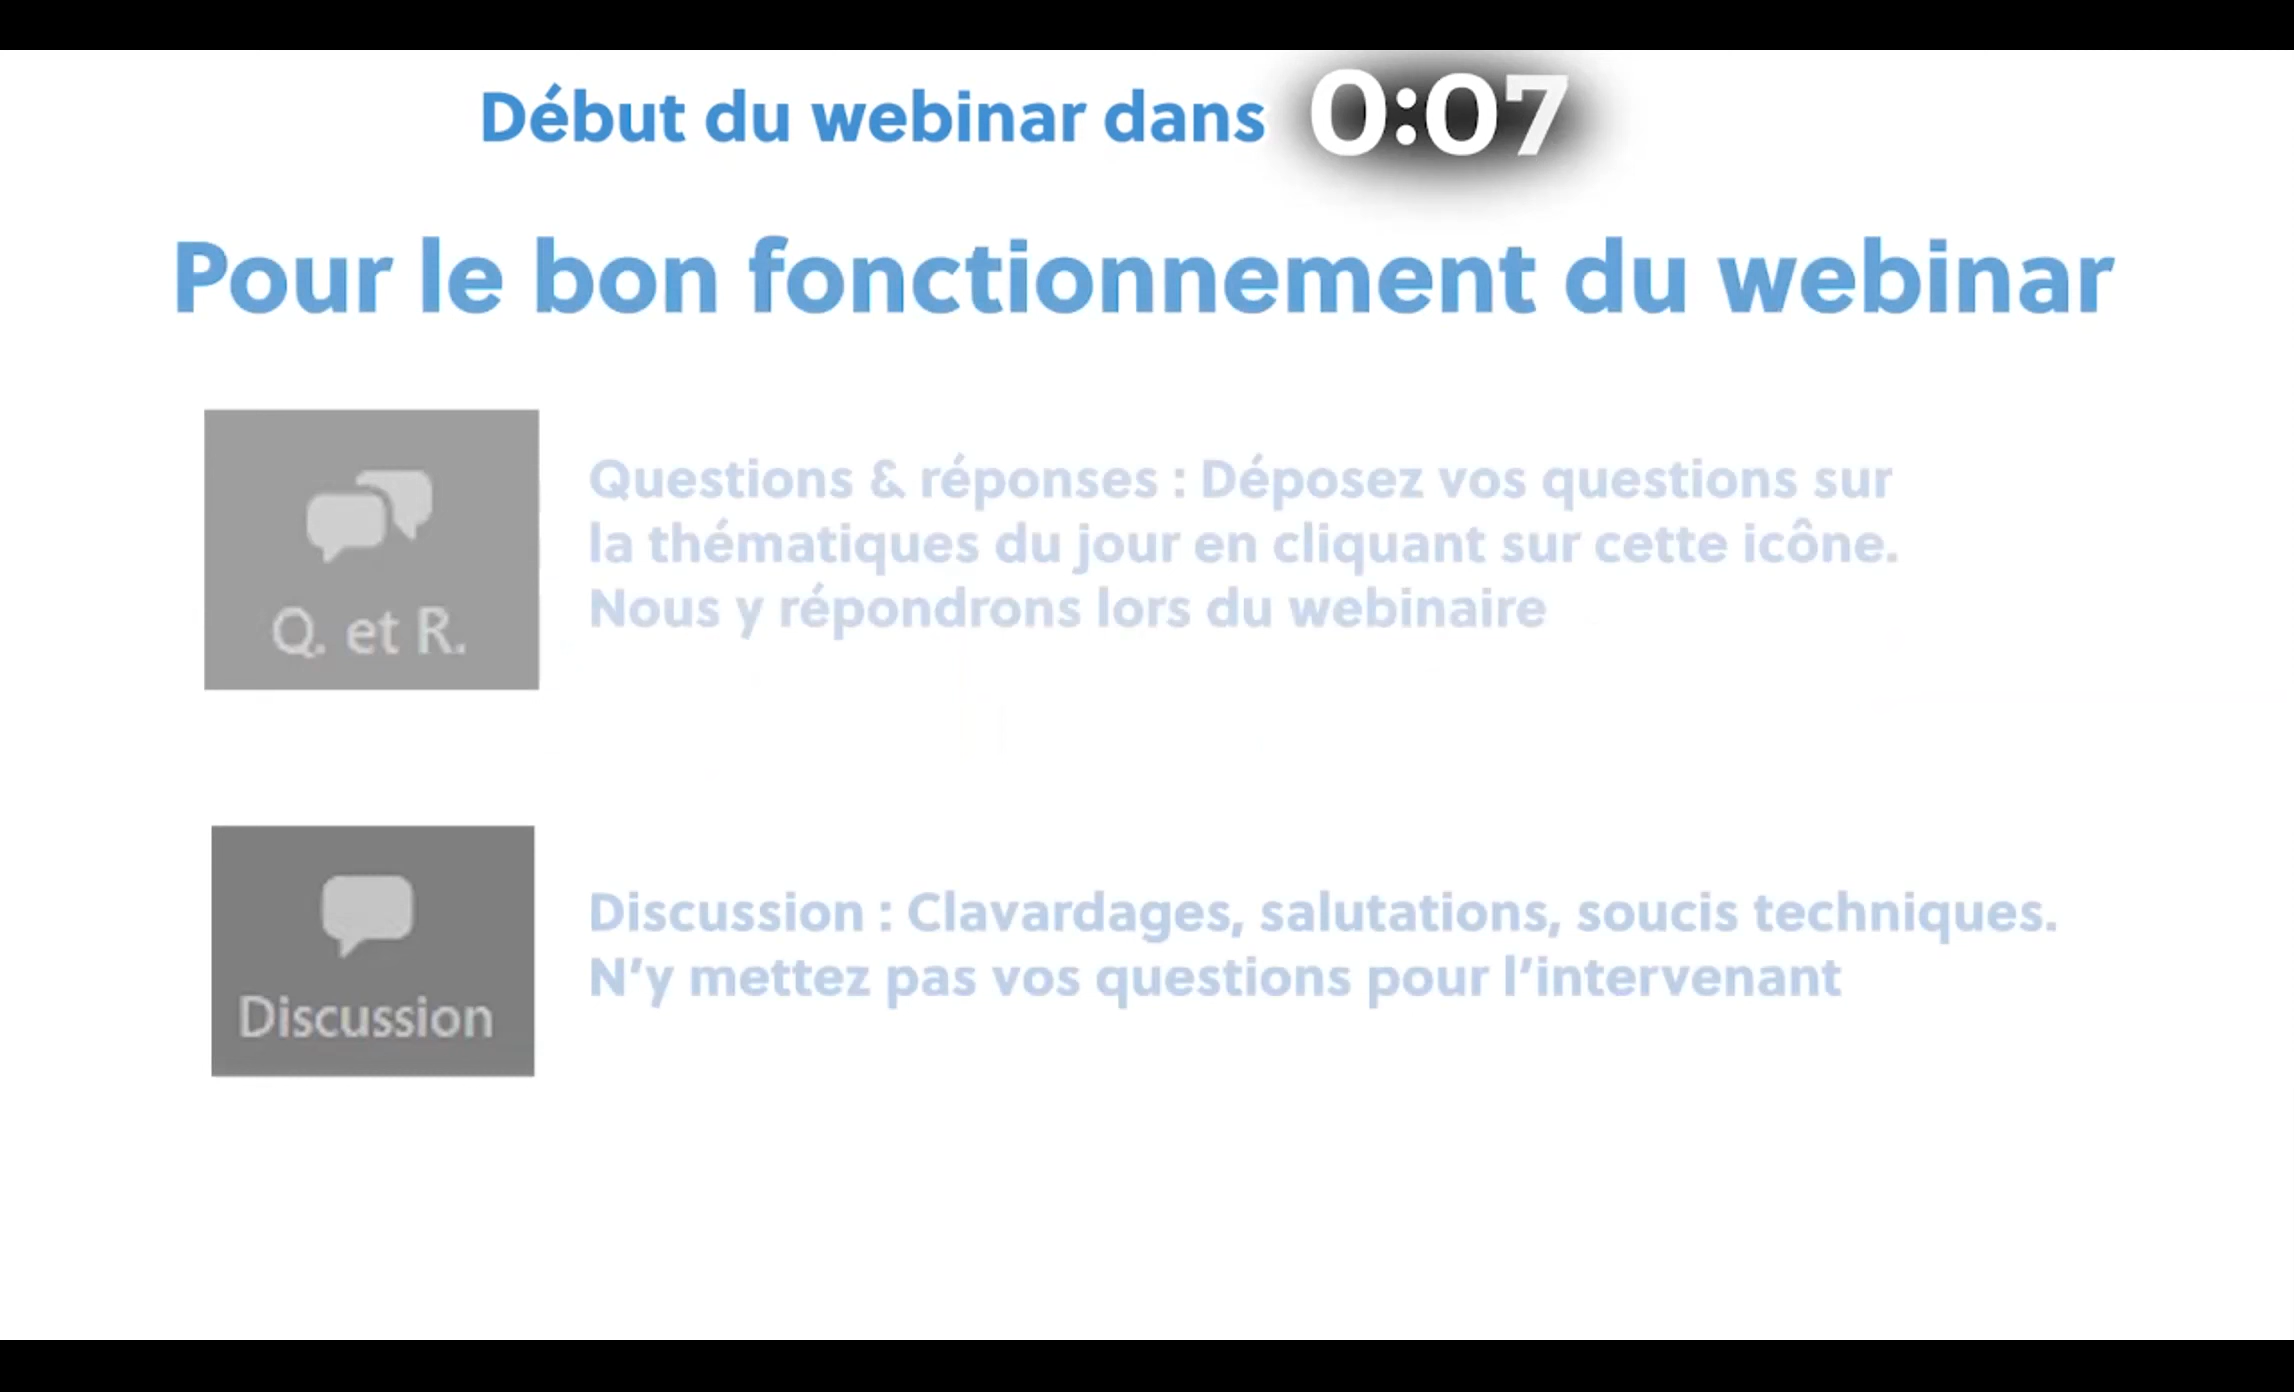 Début du webinar dans 0:07
Pour le bon fonctionnement du webinar
Q. et R.
Questions & réponses : Déposez vos questions sur
la thématiques du jour en cliquant sur cette icône.
Nous y répondrons lors du webinaire
Discussion
Discussion : Clavardages, salutations, soucis techniques.
N’y mettez pas vos questions pour l’intervenant